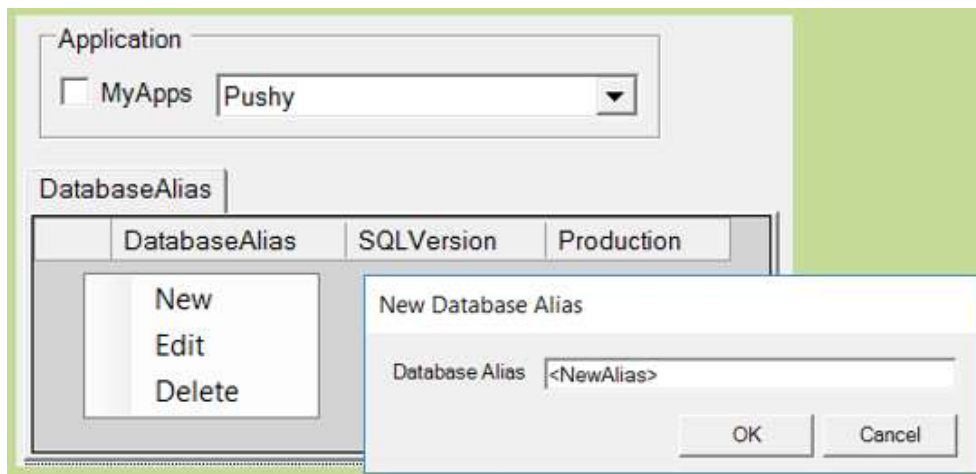 Application
MyApps Pushy
DatabaseAlias
DatabaseAlias SQLVersion Production
New
Edit
Delete
New Database Alias
Database Alias <NewAlias>
OK Cancel